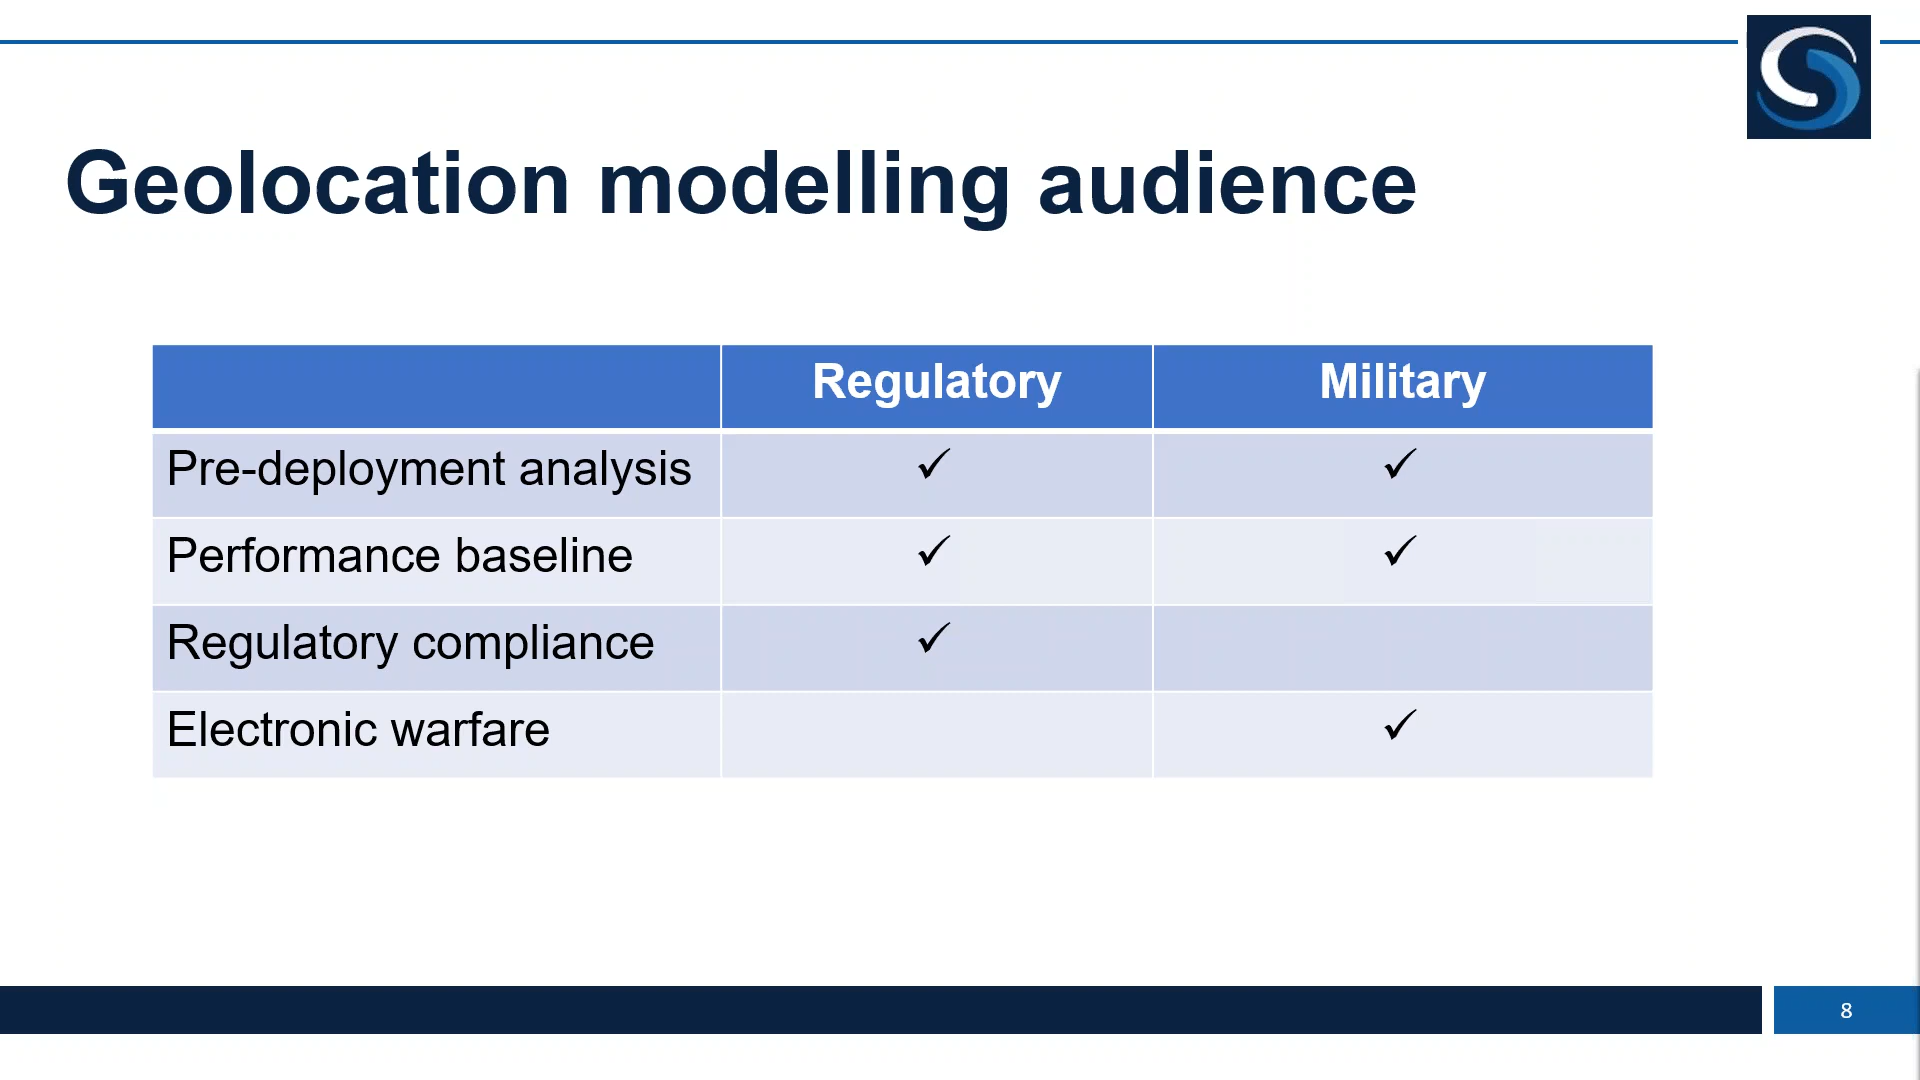 Geolocation modelling audience
Regulatory Military
Pre-deployment analysis ✓ ✓
Performance baseline ✓ ✓
Regulatory compliance ✓
Electronic warfare ✓
8